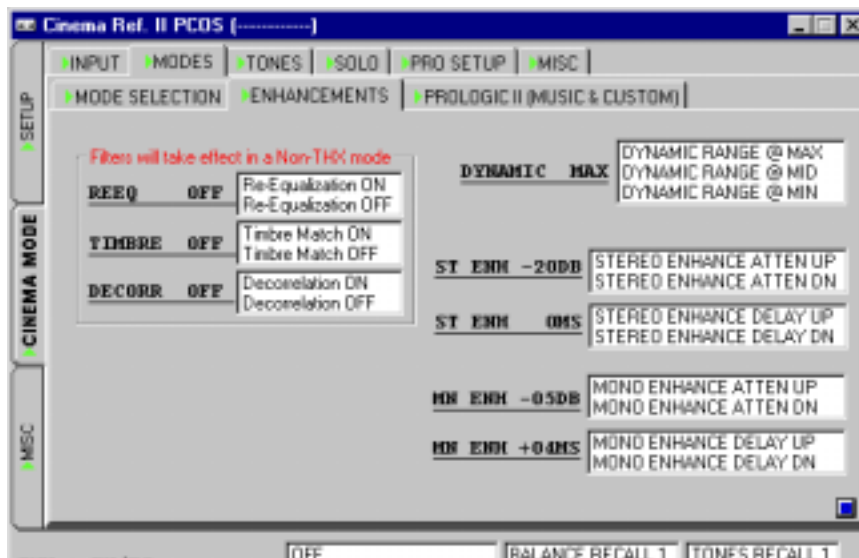 Cinema Ref. II PCOS (-------------)
INPUT MODES TONES SOLO PRO SETUP MISC
MODE SELECTION ENHANCEMENTS PROLOGIC II (MUSIC & CUSTOM)
SETUP
CINEMA MODE
MISC
Filters will take effect in a Non-THX mode
REEQ OFF
Re-Equalization ON
Re-Equalization OFF
TIMBRE OFF
Timbre Match ON
Timbre Match OFF
DECORR OFF
Decorrelation ON
Decorrelation OFF
DYNAMIC MAX
DYNAMIC RANGE @ MAX
DYNAMIC RANGE @ MID
DYNAMIC RANGE @ MIN
ST ENH -20DB
STEREO ENHANCE ATTEN UP
STEREO ENHANCE ATTEN DN
ST ENH 0MS
STEREO ENHANCE DELAY UP
STEREO ENHANCE DELAY DN
MN ENH -05DB
MONO ENHANCE ATTEN UP
MONO ENHANCE ATTEN DN
MN ENH +04MS
MONO ENHANCE DELAY UP
MONO ENHANCE DELAY DN
OFF
BALANCE RECALL 1
TONES RECALL 1